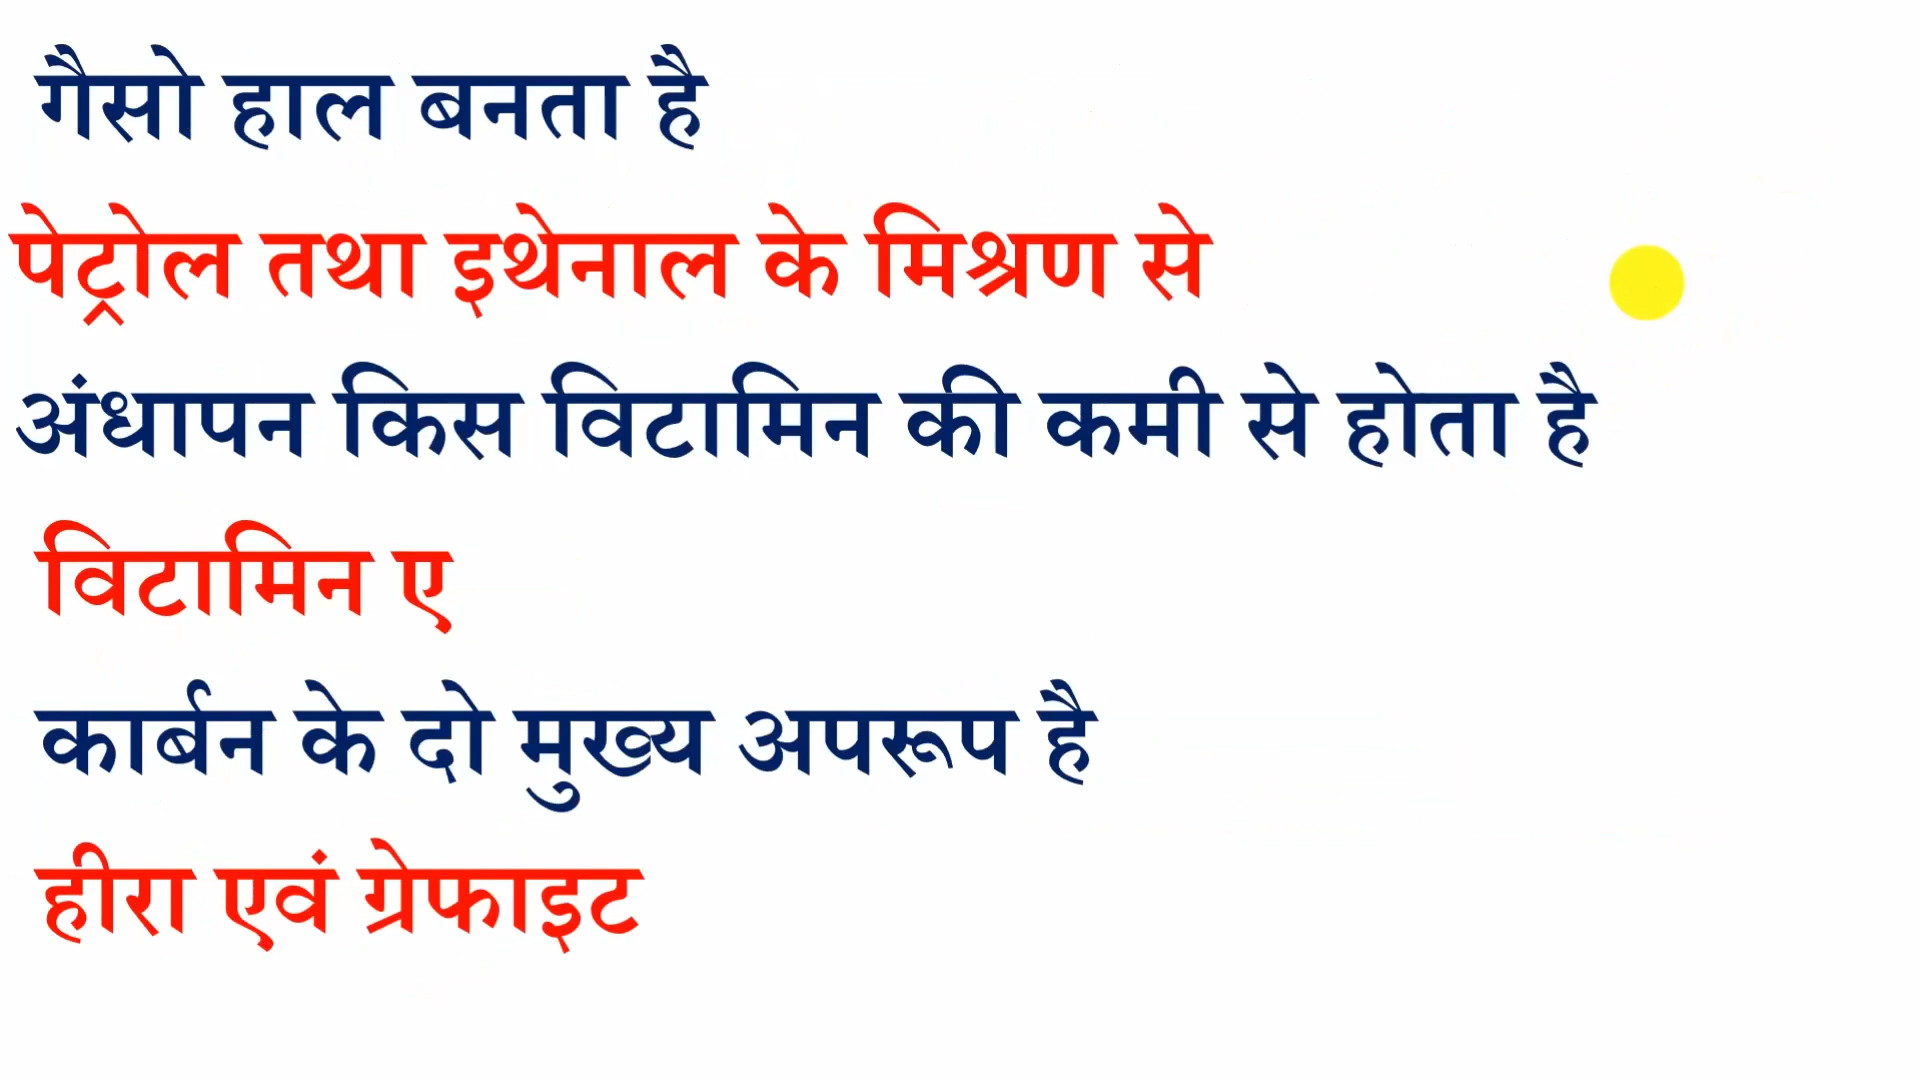 गैसो हाल बनता है
पेट्रोल तथा इथेनाल के मिश्रण से
अंधापन किस विटामिन की कमी से होता है
विटामिन ए
कार्बन के दो मुख्य अपरूप है
हीरा एवं ग्रेफाइट